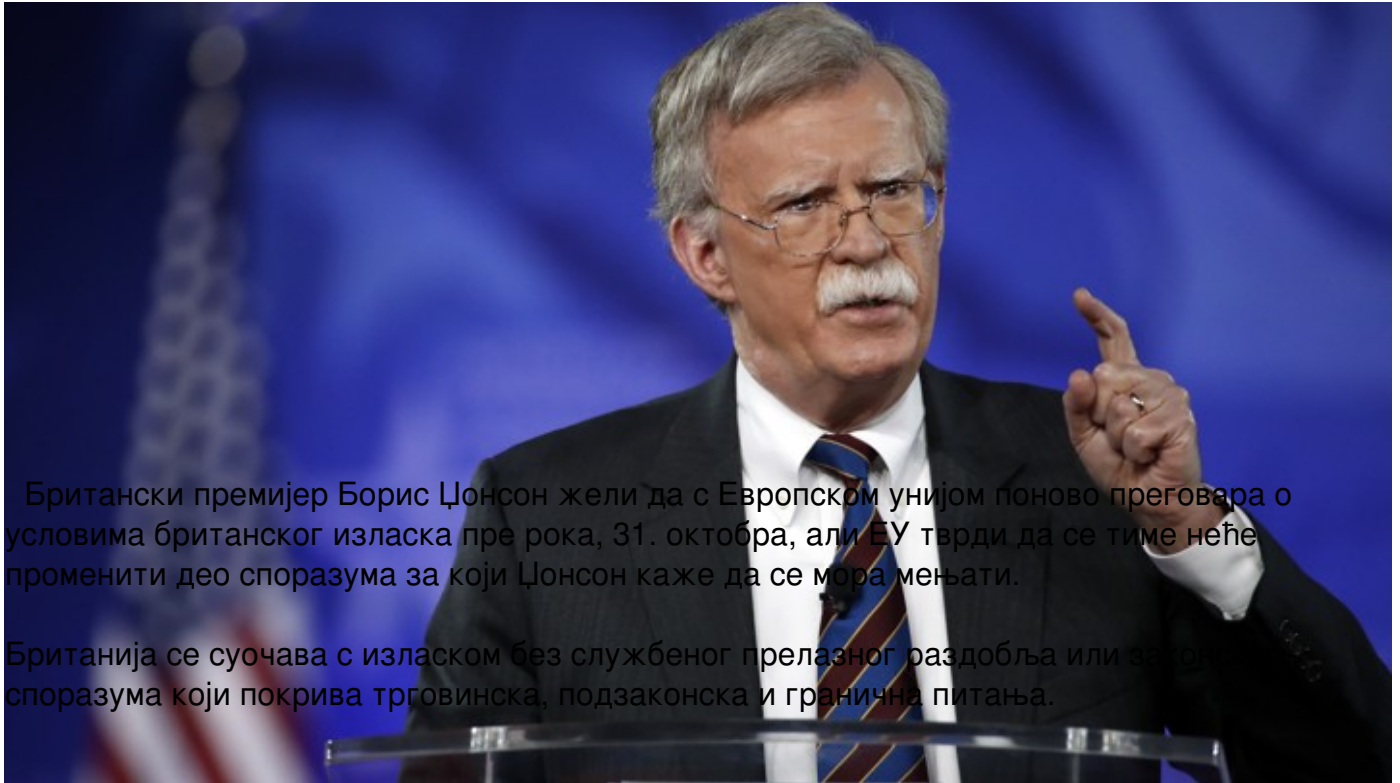 Британски премијер Борис Џонсон жели да с Европском унијом поново преговара о
условима британског изласка пре рока, 31. октобра, али ЕУ тврди да се тиме неће
променити део споразума за који Џонсон каже да се мора мењати.
Британија се суочава с изласком без службеног прелазног раздобља или
споразума који покрива трговинска, подзаконска и гранична питања.